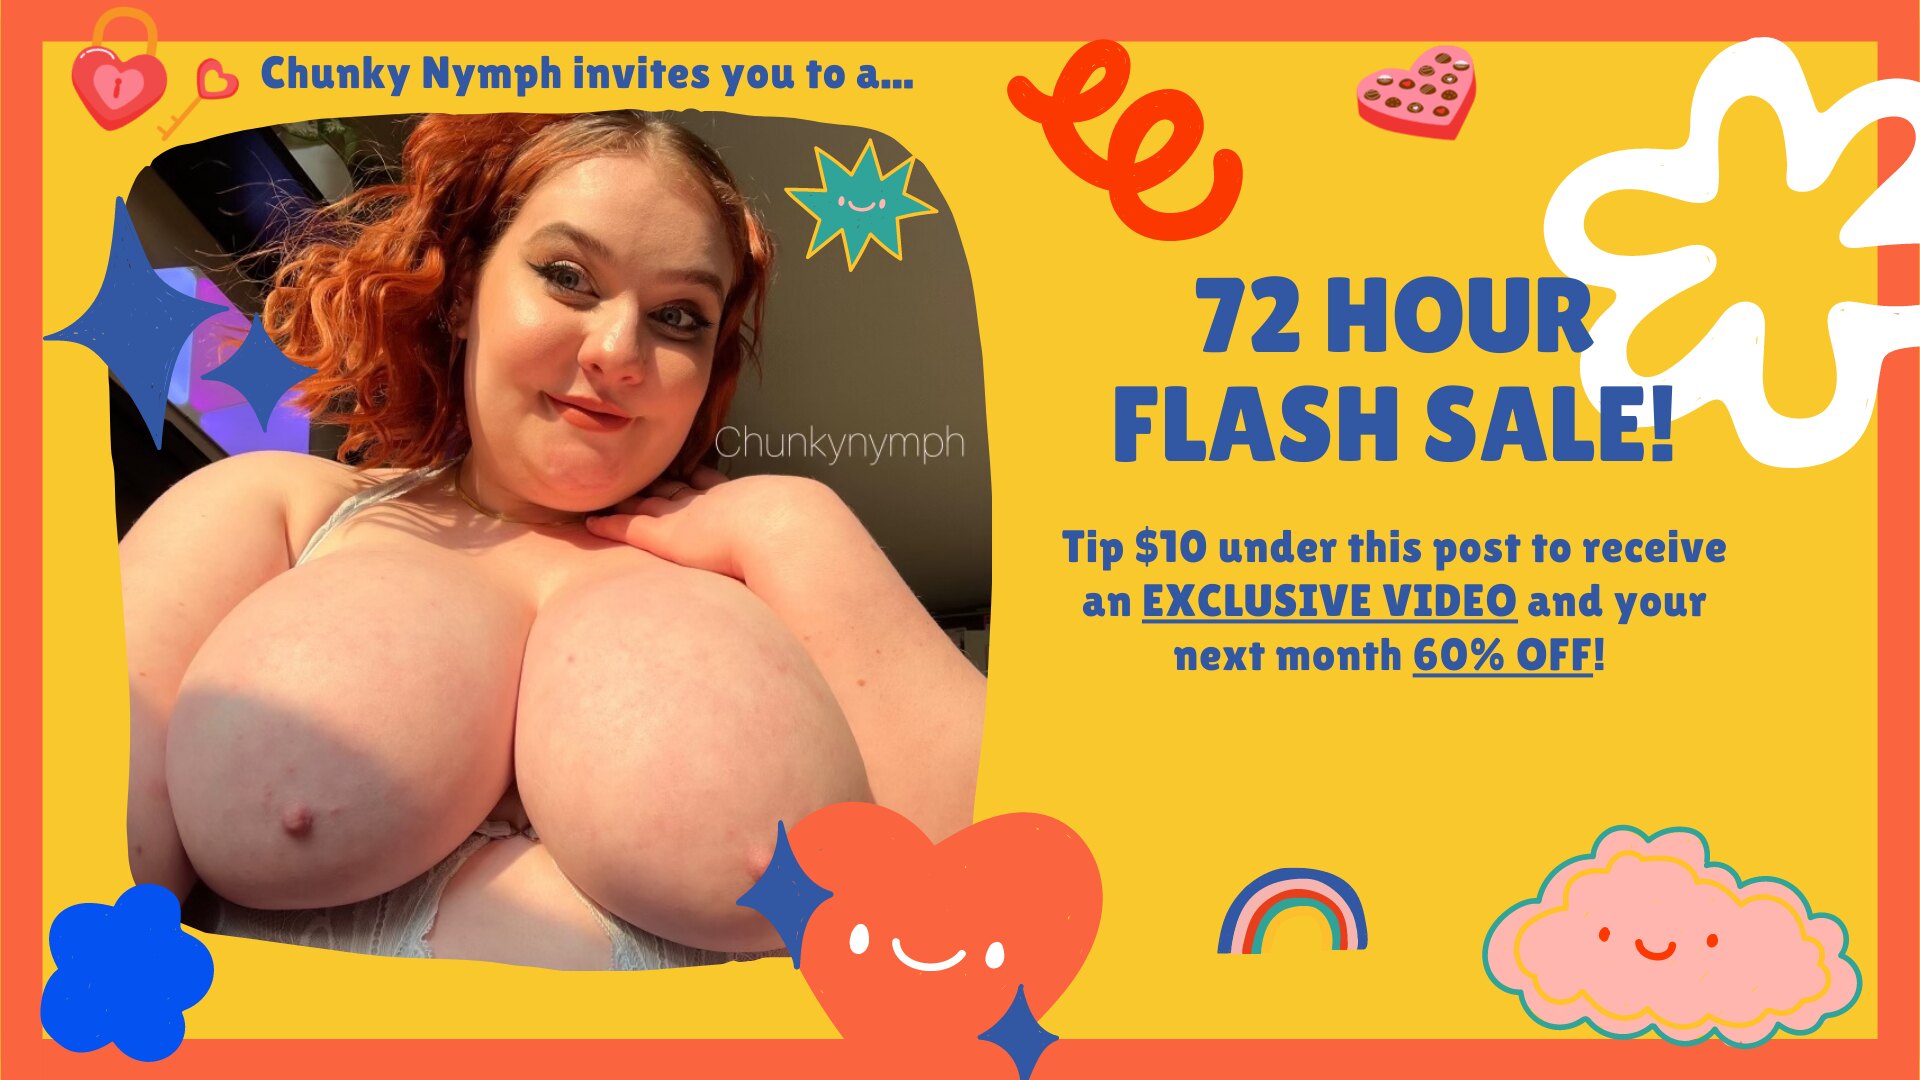 Chunky Nymph invites you to a...
Chunkynymph
72 HOUR
FLASH SALE!
Tip $10 under this post to receive
an EXCLUSIVE VIDEO and your
next month 60% OFF!